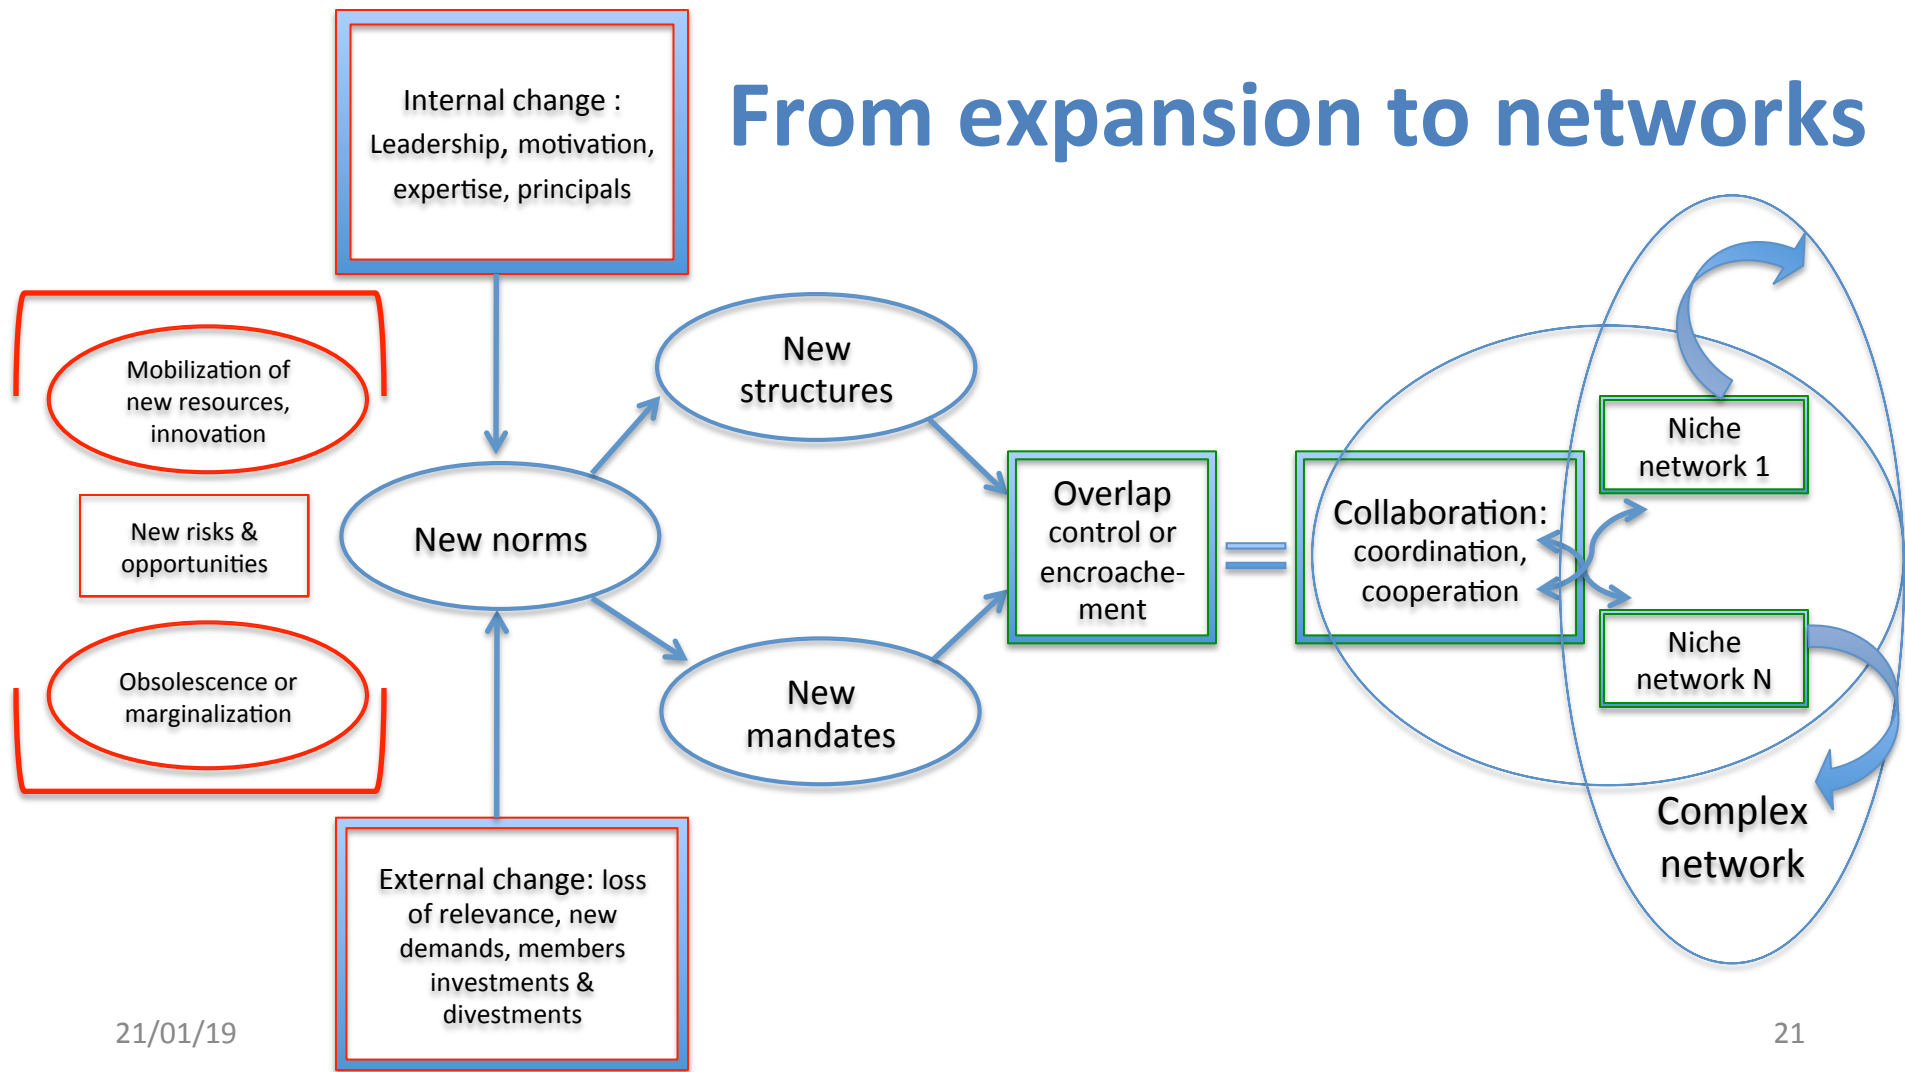 From expansion to networks
Internal change :
Leadership, motivation,
expertise, principals
Mobilization of
new resources,
innovation
New risks &
opportunities
Obsolescence or
marginalization
New norms
External change: loss
of relevance, new
demands, members
investments &
divestments
New
structures
New
mandates
Overlap
control or
encroache-
ment
Collaboration:
coordination,
cooperation
Niche
network 1
Niche
network N
Complex
network
21/01/19
21